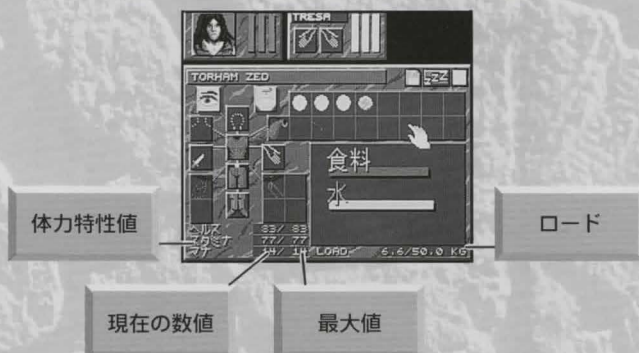 TRESA
TORHAM ZED
ZZZ
食料
水
ヘルス 83/ 83
スタミナ 77/ 77
マナ 14/ 14
LOAD 6.6/50.0 KG
体力特性値
ロード
現在の数値
最大値